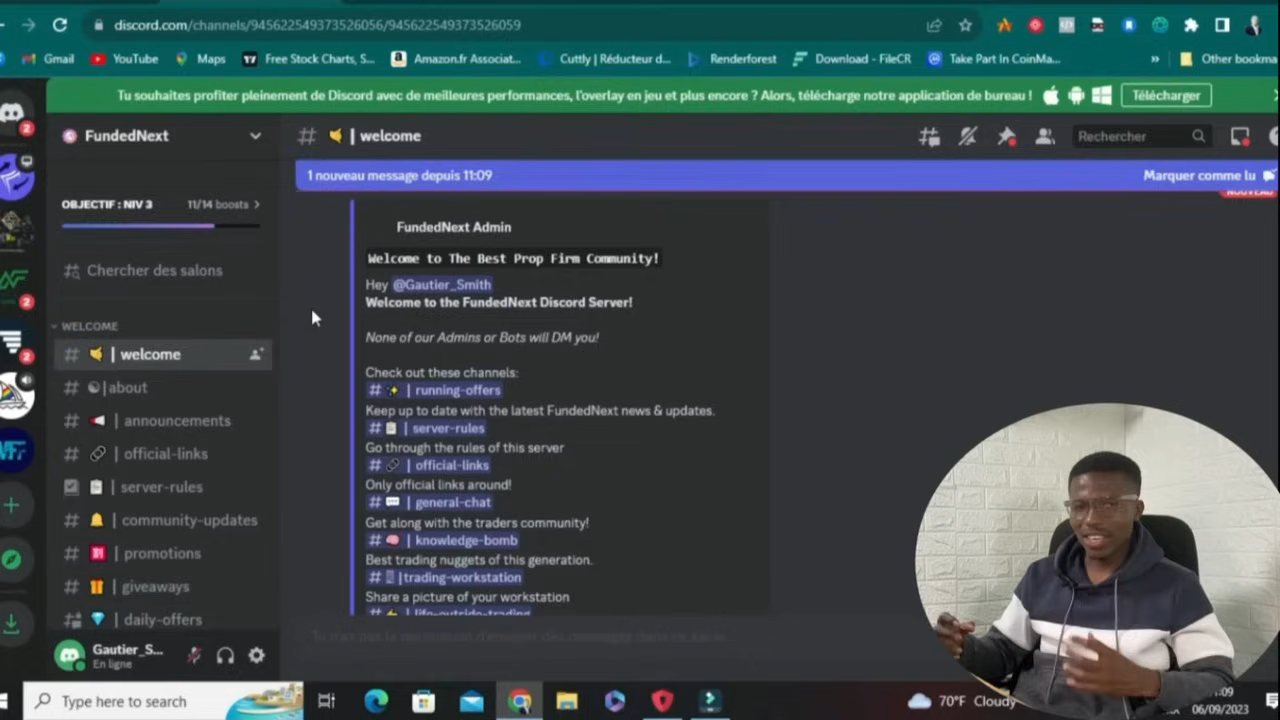 discord.com/channels/945622549373526056/945622549373526059
Gmail YouTube Maps Free Stock Charts, S... Amazon.fr Associat... Cuttly | Réducteur d... Renderforest Download - FileCR Take Part In CoinMa... » Other bookma
Tu souhaites profiter pleinement de Discord avec de meilleures performances, l'overlay en jeu et plus encore ? Alors, télécharge notre application de bureau ! Télécharger
FundedNext
# | welcome
Rechercher
1 nouveau message depuis 11:09 Marquer comme lu
NOUVEAU
OBJECTIF : NIV 3 11/14 boosts
Chercher des salons
WELCOME
# | welcome
# | about
# | announcements
# | official-links
| server-rules
# | community-updates
# | promotions
# | giveaways
| daily-offers
Gautier_S...
En ligne
FundedNext Admin
Welcome to The Best Prop Firm Community!
Hey @Gautier_Smith
Welcome to the FundedNext Discord Server!
None of our Admins or Bots will DM you!
Check out these channels:
# | running-offers
Keep up to date with the latest FundedNext news & updates.
# | server-rules
Go through the rules of this server
# | official-links
Only official links around!
# | general-chat
Get along with the traders community!
# | knowledge-bomb
Best trading nuggets of this generation.
# | trading-workstation
Share a picture of your workstation
# | life-outside-trading
Type here to search
70°F Cloudy
:09
06/09/2023